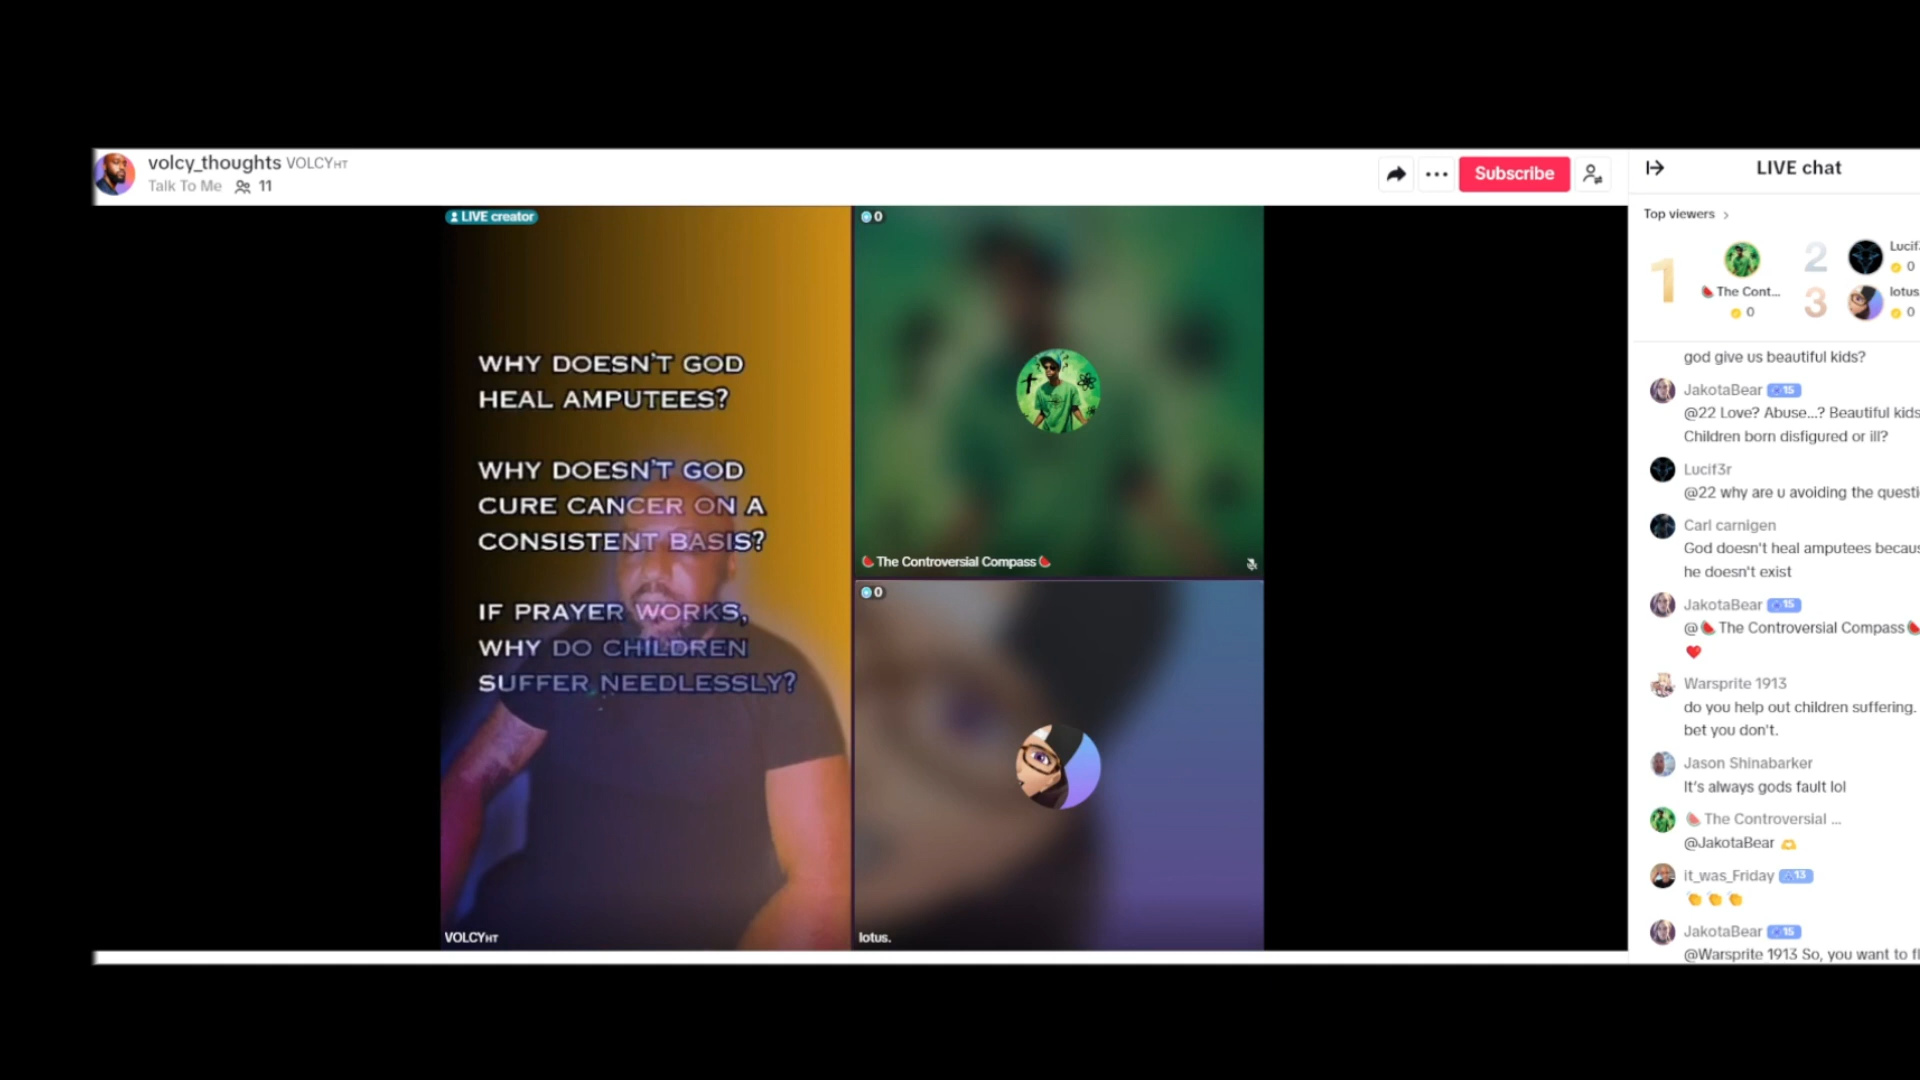 volcy_thoughts VOLCYHT
Talk To Me 11
Subscribe
LIVE creator
WHY DOESN'T GOD
HEAL AMPUTEES?
WHY DOESN'T GOD
CURE CANCER ON A
CONSISTENT BASIS?
IF PRAYER WORKS,
WHY DO CHILDREN
SUFFER NEEDLESSLY?
VOLCYHT
0
🍉The Controversial Compass🍉
0
lotus.
LIVE chat
Top viewers >
1
🍉 The Cont...
0
2
Lucif
0
3
lotus
0
god give us beautiful kids?
JakotaBear 15
@22 Love? Abuse...? Beautiful kids
Children born disfigured or ill?
Lucif3r
@22 why are u avoiding the questi
Carl carnigen
God doesn't heal amputees becau
he doesn't exist
JakotaBear 15
@🍉 The Controversial Compass🍉
❤️
Warsprite 1913
do you help out children suffering.
bet you don't.
Jason Shinabarker
It's always gods fault lol
🍉 The Controversial ...
@JakotaBear 🫶
it_was_Friday 13
👏👏👏
JakotaBear 15
@Warsprite 1913 So, you want to fl